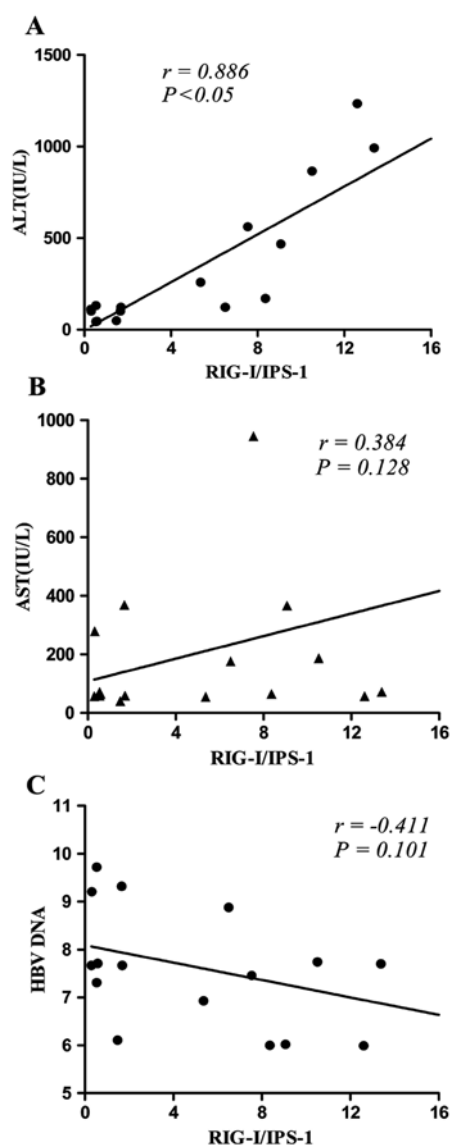 A
r = 0.886
P<0.05
1500
1000
500
0
ALT(IU/L)
0 4 8 12 16
RIG-I/IPS-1
B
r = 0.384
P = 0.128
1000
800
600
400
200
0
AST(IU/L)
0 4 8 12 16
RIG-I/IPS-1
C
r = -0.411
P = 0.101
11
10
9
8
7
6
5
HBV DNA
0 4 8 12 16
RIG-I/IPS-1